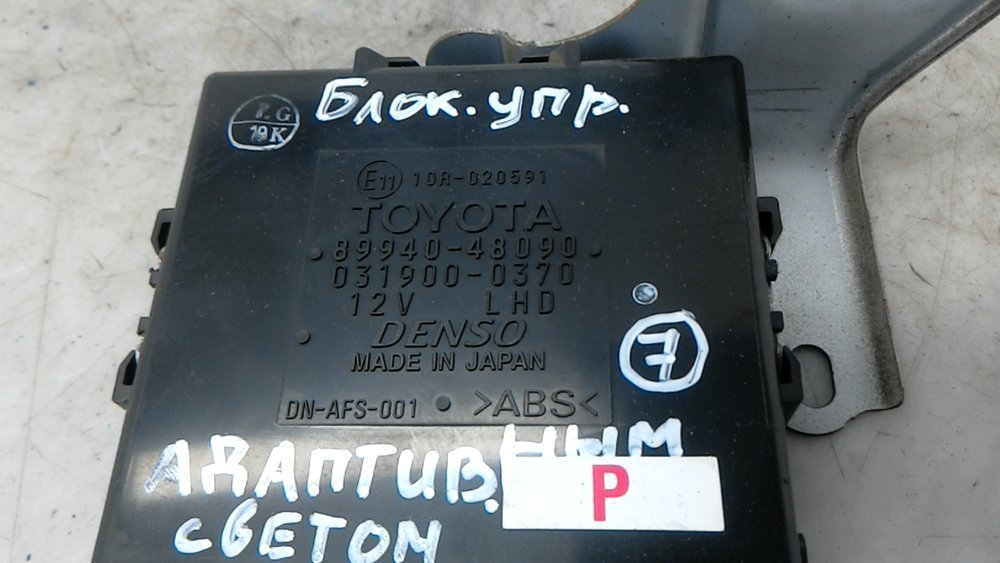 Блок.упр.
I.G
19K
E11 10R-020591
TOYOTA
89940-48090
031900-0370
12V LHD
DENSO
MADE IN JAPAN
7
DN-AFS-001 >ABS<
АДАПТИВ.НЫМ
P
СВЕТОМ